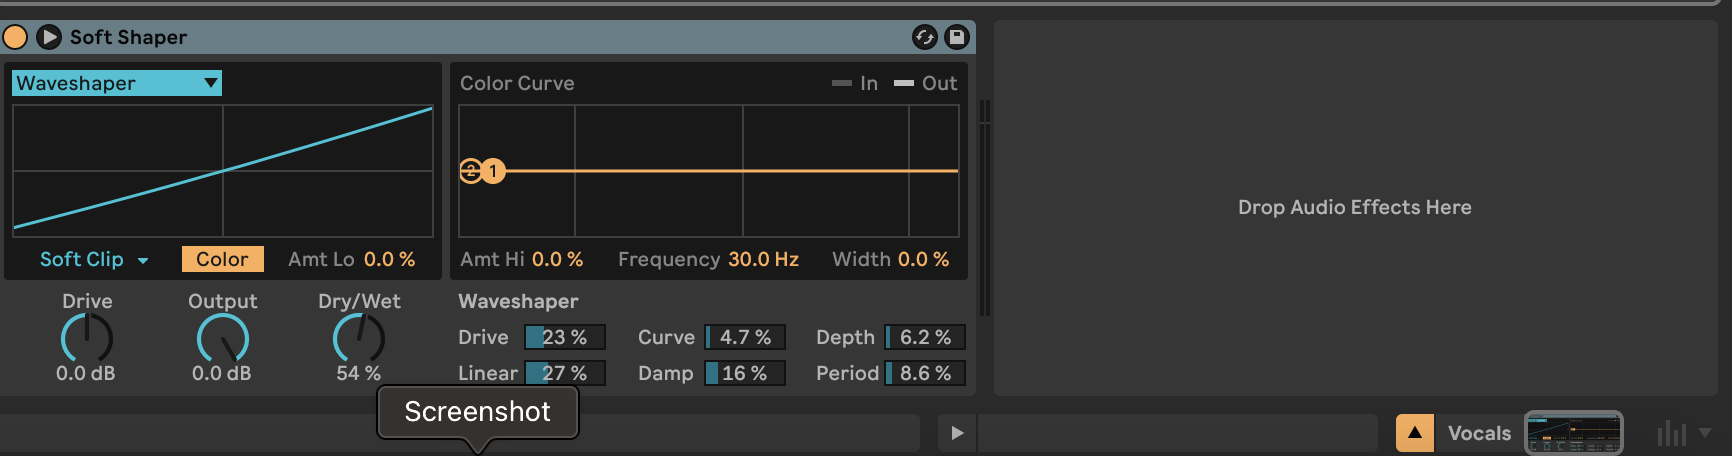 Soft Shaper
Waveshaper
Color Curve
In
Out
2
1
Drop Audio Effects Here
Soft Clip
Color
Amt Lo 0.0 %
Amt Hi 0.0 %
Frequency 30.0 Hz
Width 0.0 %
Drive
Output
Dry/Wet
0.0 dB
0.0 dB
54 %
Waveshaper
Drive 23 %
Curve 4.7 %
Depth 6.2 %
Linear 27 %
Damp 16 %
Period 8.6 %
Screenshot
Vocals